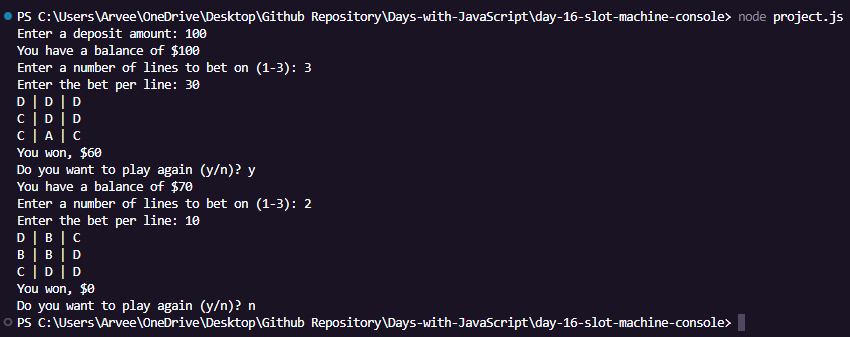 PS C:\Users\Arvee\OneDrive\Desktop\Github Repository\Days-with-JavaScript\day-16-slot-machine-console> node project.js
Enter a deposit amount: 100
You have a balance of $100
Enter a number of lines to bet on (1-3): 3
Enter the bet per line: 30
D | D | D
C | D | D
C | A | C
You won, $60
Do you want to play again (y/n)? y
You have a balance of $70
Enter a number of lines to bet on (1-3): 2
Enter the bet per line: 10
D | B | C
B | B | D
C | D | D
You won, $0
Do you want to play again (y/n)? n
PS C:\Users\Arvee\OneDrive\Desktop\Github Repository\Days-with-JavaScript\day-16-slot-machine-console>